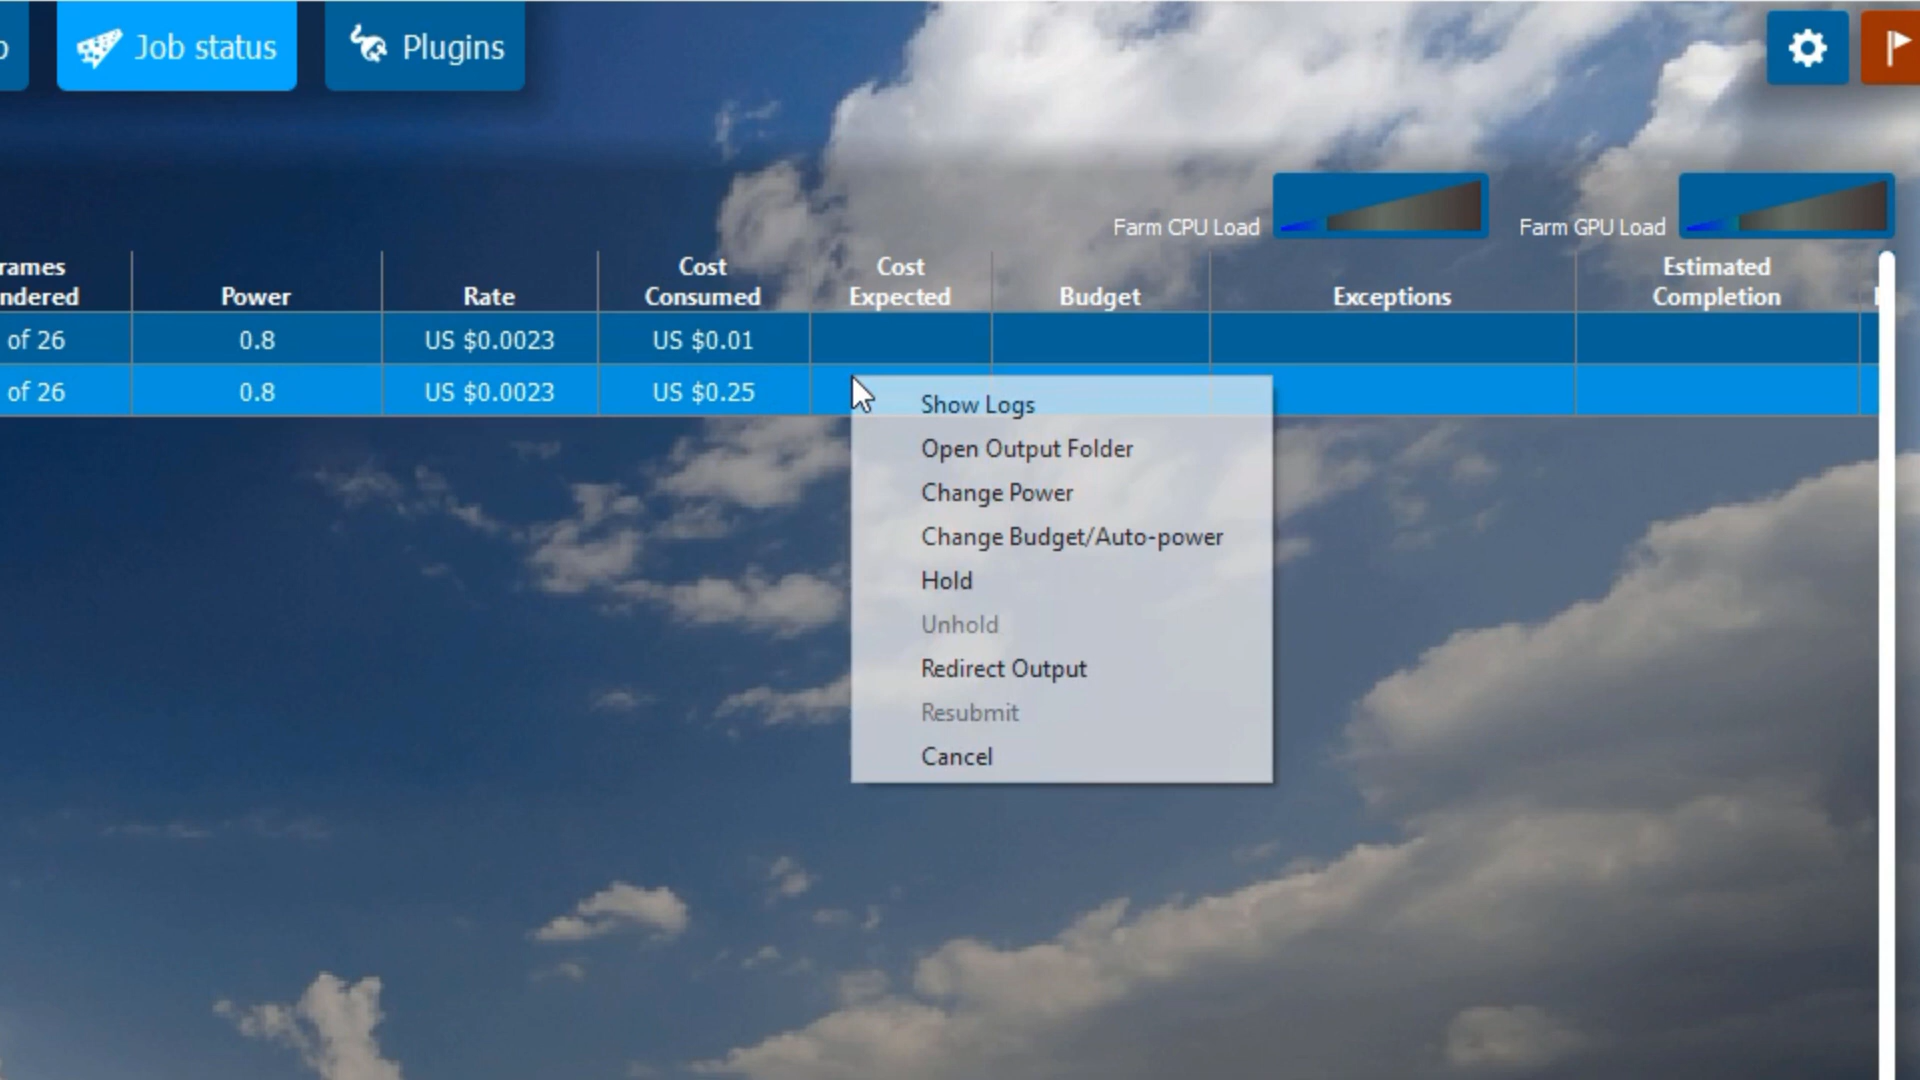 Job status
Plugins
Farm CPU Load
Farm GPU Load
rames
ndered
Power
Rate
Cost
Consumed
Cost
Expected
Budget
Exceptions
Estimated
Completion
of 26
0.8
US $0.0023
US $0.01
of 26
0.8
US $0.0023
US $0.25
Show Logs
Open Output Folder
Change Power
Change Budget/Auto-power
Hold
Unhold
Redirect Output
Resubmit
Cancel